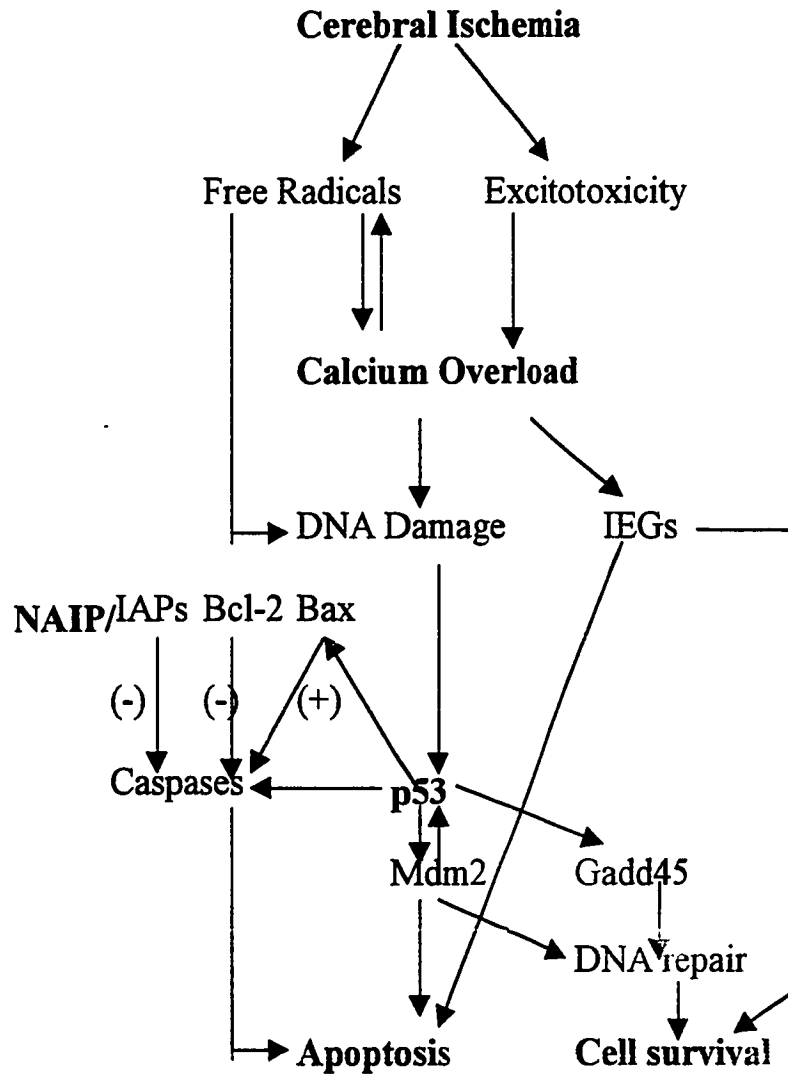 Cerebral Ischemia
Free Radicals Excitotoxicity
Calcium Overload
DNA Damage IEGs
NAIP/IAPs Bcl-2 Bax
(-) (-) (+)
Caspases p53
Mdm2 Gadd45
DNA repair
Apoptosis Cell survival